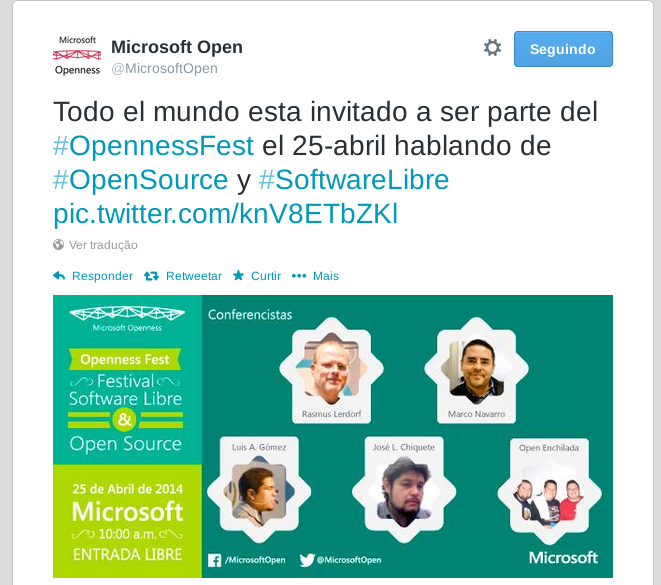 Microsoft
Openness
Microsoft Open
@MicrosoftOpen
Seguindo
Todo el mundo esta invitado a ser parte del
#OpennessFest el 25-abril hablando de
#OpenSource y #SoftwareLibre
pic.twitter.com/knV8ETbZKl
Ver tradução
Responder Retweetar Curtir Mais
Microsoft Openness
Openness Fest
Festival
Software Libre
&
Open Source
25 de Abril de 2014
Microsoft
10:00 a.m.
ENTRADA LIBRE
Conferencistas
Rasmus Lerdorf
Marco Navarro
Luis A. Gómez
José L. Chiquete
Open Enchilada
/MicrosoftOpen @MicrosoftOpen
Microsoft